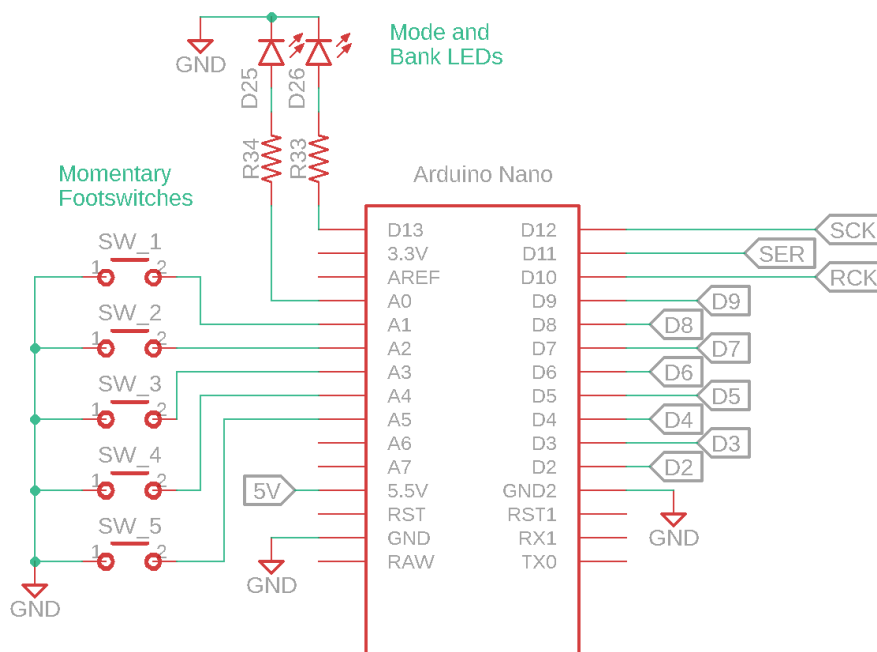 Mode and
Bank LEDs
GND
D25
D26
R34
R33
Momentary
Footswitches
Arduino Nano
SW_1
1 2
SW_2
1 2
SW_3
1 2
SW_4
1 2
SW_5
1 2
GND
D13
3.3V
AREF
A0
A1
A2
A3
A4
A5
A6
A7
5.5V
RST
GND
RAW
5V
GND
D12
D11
D10
D9
D8
D7
D6
D5
D4
D3
D2
GND2
RST1
RX1
TX0
SCK
SER
RCK
D9
D8
D7
D6
D5
D4
D3
D2
GND